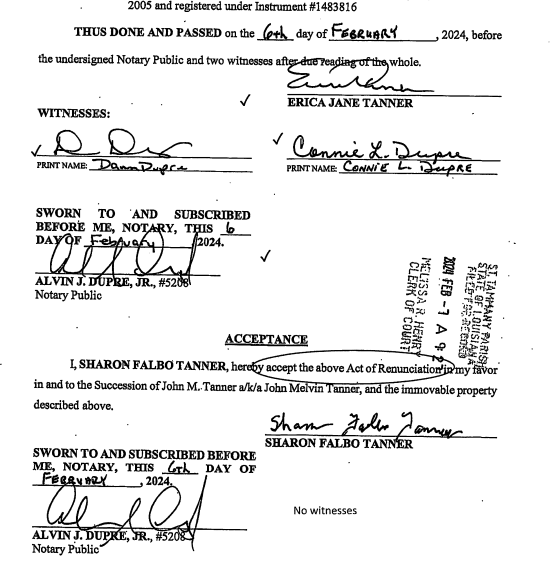 2005 and registered under Instrument #1483816
THUS DONE AND PASSED on the 6th day of FEBRUARY, 2024, before
the undersigned Notary Public and two witnesses after due reading of the whole.
ERICA JANE TANNER
WITNESSES:
Connie L. Dupre
PRINT NAME: Dawn Dupre
PRINT NAME: CONNIE L. DUPRE
SWORN TO AND SUBSCRIBED
BEFORE ME, NOTARY, THIS 6
DAY OF February 2024.
ALVIN J. DUPRE, JR., #5208
Notary Public
ST. TAMMANY PARISH
STATE OF LOUISIANA
FILED FOR RECORD
2024 FEB -7 A 9:
MELISSA R. HENRY
CLERK OF COURT
ACCEPTANCE
I, SHARON FALBO TANNER, hereby accept the above Act of Renunciation in my favor
in and to the Succession of John M. Tanner a/k/a John Melvin Tanner, and the immovable property
described above.
Sharon Falbo Tanner
SHARON FALBO TANNER
SWORN TO AND SUBSCRIBED BEFORE
ME, NOTARY, THIS 6th DAY OF
FEBRUARY, 2024.
ALVIN J. DUPRE, JR., #5208
Notary Public
No witnesses